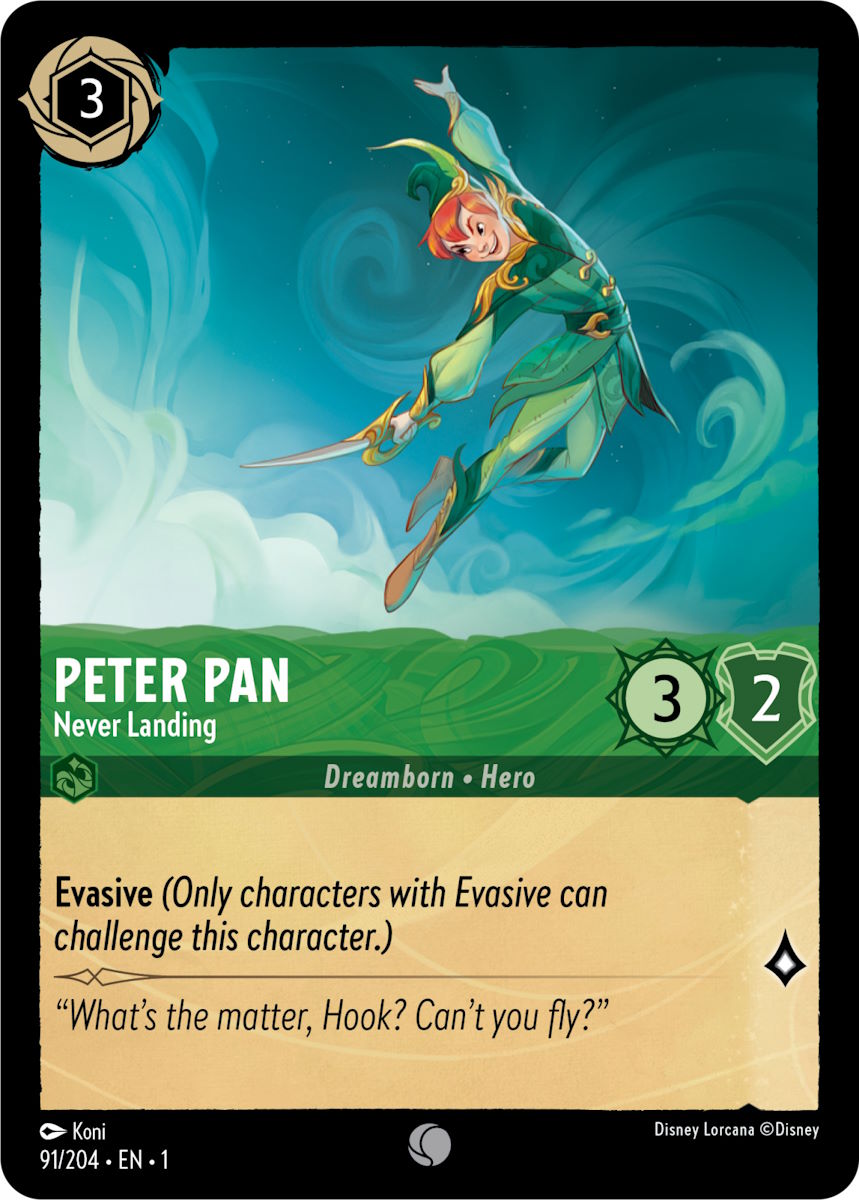 3
PETER PAN
Never Landing
3
2
Dreamborn • Hero
Evasive (Only characters with Evasive can
challenge this character.)
“What’s the matter, Hook? Can’t you fly?”
Koni
Disney Lorcana ©Disney
91/204 • EN • 1